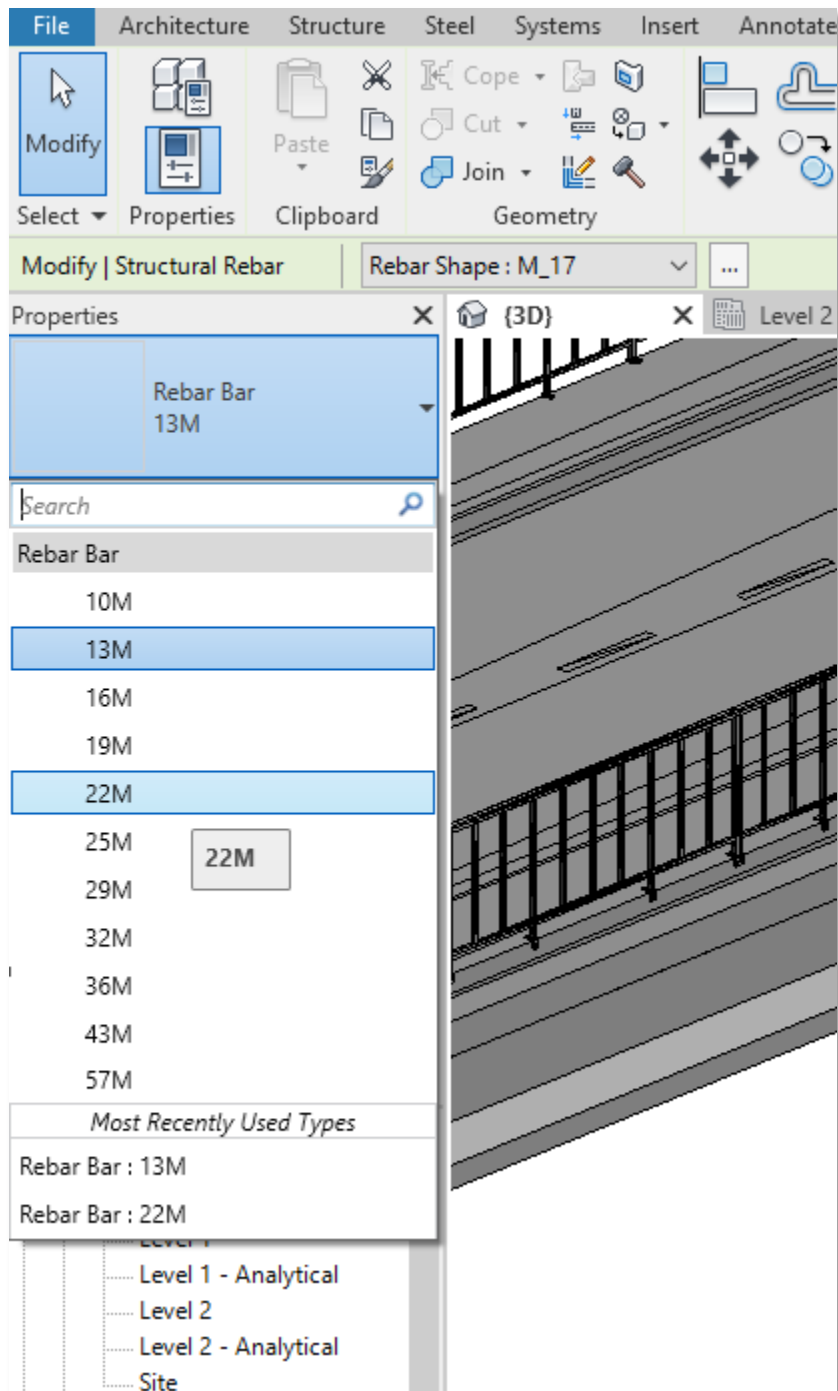 File Architecture Structure Steel Systems Insert Annotate
Modify
Paste
Cope
Cut
Join
Select Properties Clipboard Geometry
Modify | Structural Rebar Rebar Shape : M_17 ...
Properties {3D} Level 2
Rebar Bar
13M
Search
Rebar Bar
10M
13M
16M
19M
22M
25M
22M
29M
32M
36M
43M
57M
Most Recently Used Types
Rebar Bar : 13M
Rebar Bar : 22M
Level 1
Level 1 - Analytical
Level 2
Level 2 - Analytical
Site